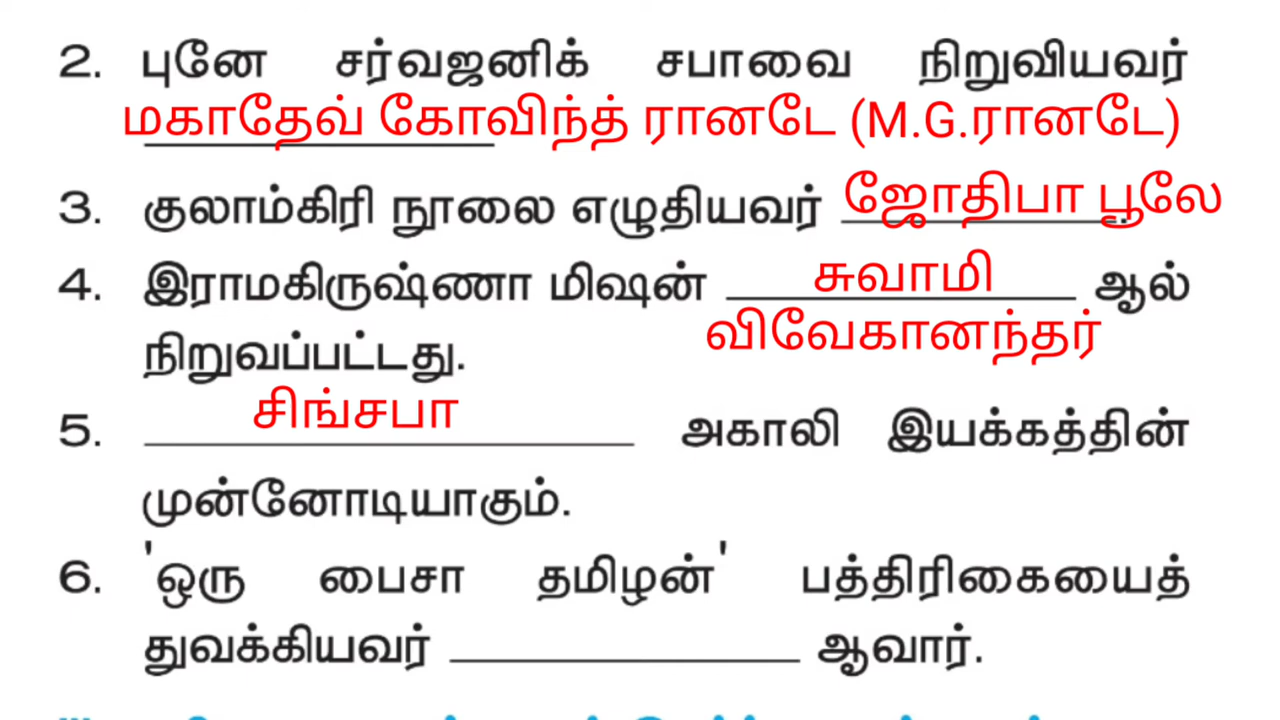 2. புனே சர்வஜனிக் சபாவை நிறுவியவர்
மகாதேவ் கோவிந்த் ரானடே (M.G.ரானடே)
3. குலாம்கிரி நூலை எழுதியவர் ஜோதிபா பூலே.
4. இராமகிருஷ்ணா மிஷன் சுவாமி ஆல்
விவேகானந்தர்
நிறுவப்பட்டது.
சிங்சபா
5. அகாலி இயக்கத்தின்
முன்னோடியாகும்.
6. 'ஒரு பைசா தமிழன்' பத்திரிகையைத்
துவக்கியவர் ____________ ஆவார்.